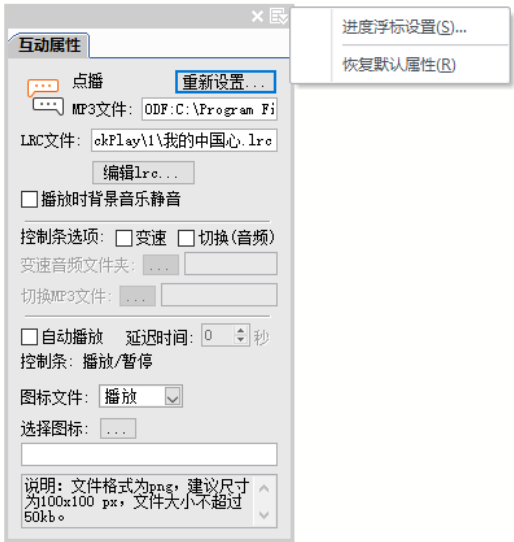 进度浮标设置(S)...
恢复默认属性(R)
互动属性
点播 重新设置...
MP3文件: ODF:C:\Program Fi
LRC文件: ckPlay\1\我的中国心.lrc
编辑lrc...
播放时背景音乐静音
控制条选项: 变速 切换(音频)
变速音频文件夹: ...
切换MP3文件: ...
自动播放 延迟时间: 0 秒
控制条: 播放/暂停
图标文件: 播放
选择图标: ...
说明: 文件格式为png, 建议尺寸
为100x100 px, 文件大小不超过
50kb。